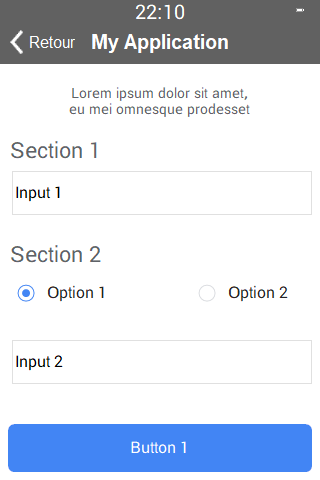 22:10
Retour My Application
Lorem ipsum dolor sit amet,
eu mei omnesque prodesset
Section 1
Input 1
Section 2
Option 1 Option 2
Input 2
Button 1